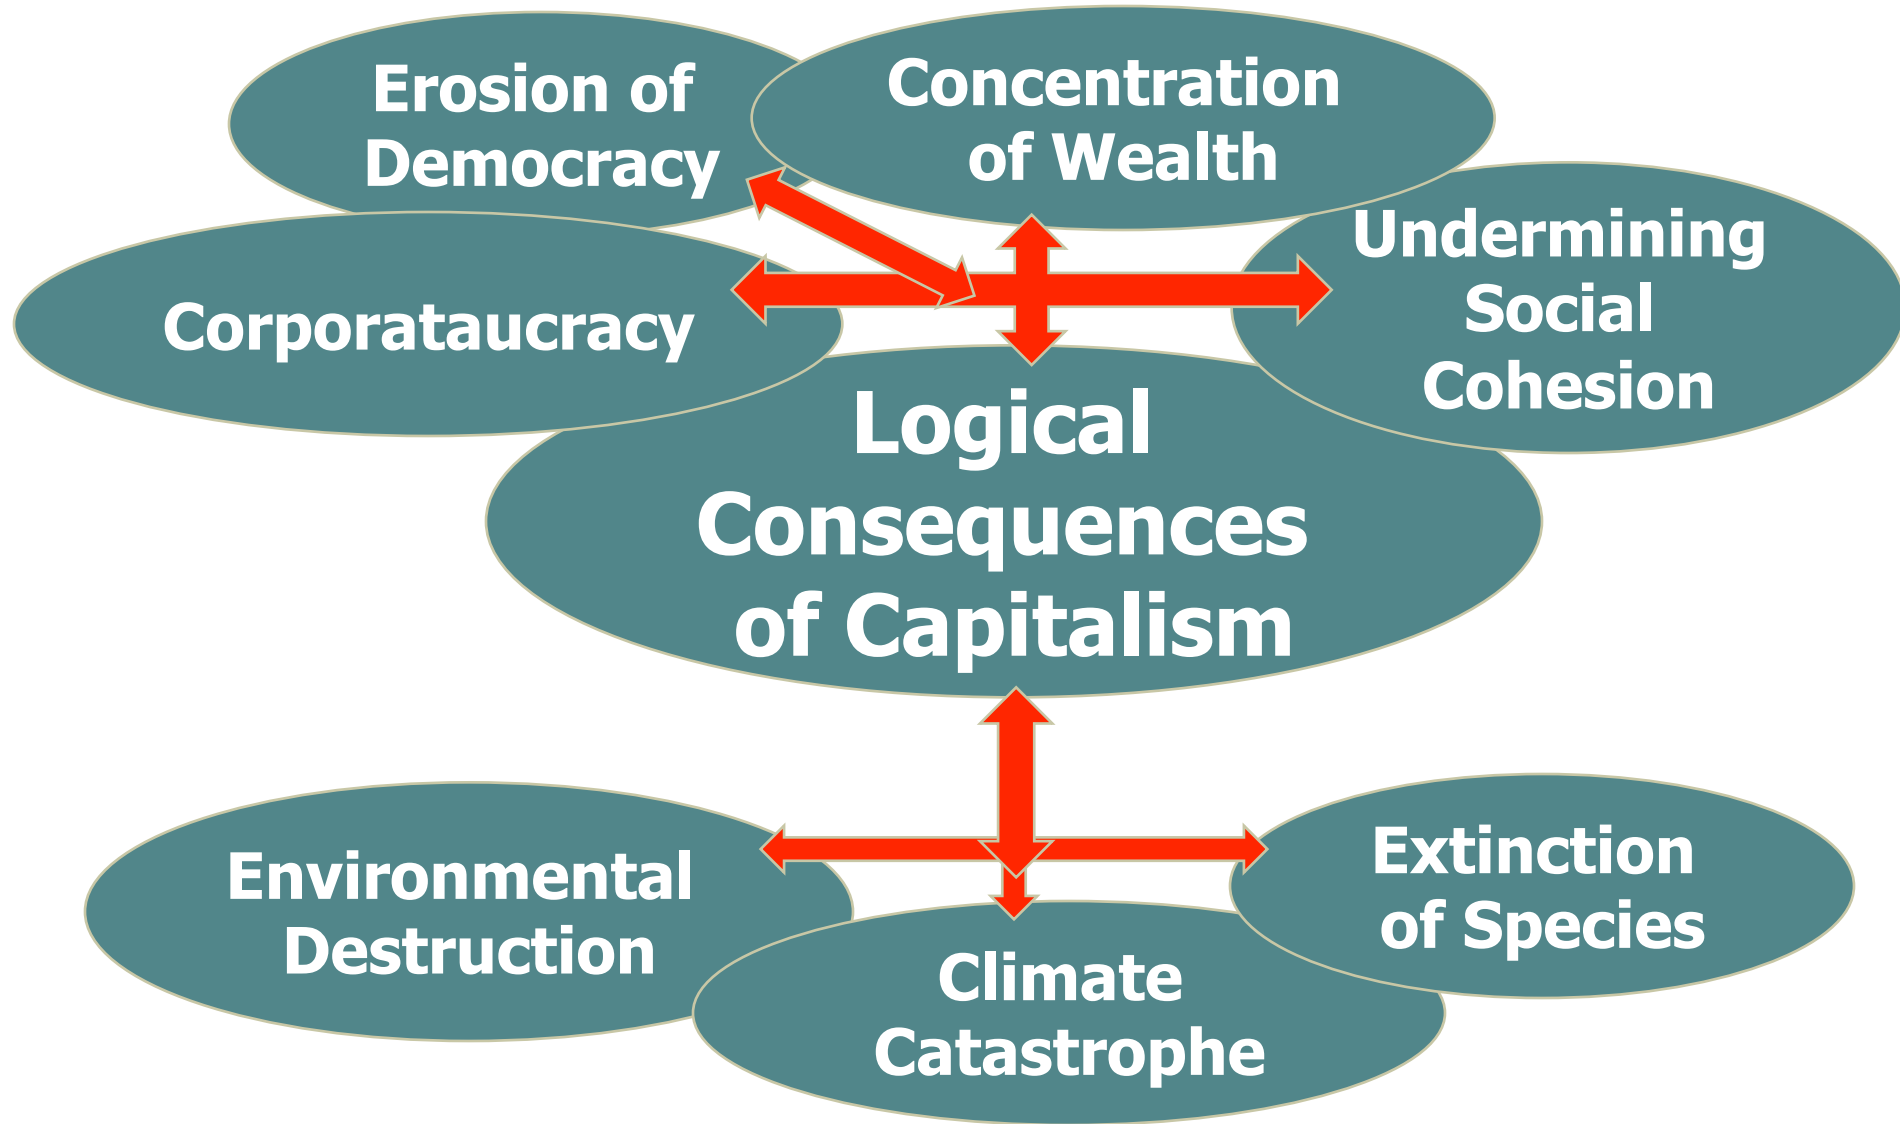 Erosion of
Democracy
Concentration
of Wealth
Undermining
Social
Cohesion
Corporataucracy
Logical
Consequences
of Capitalism
Environmental
Destruction
Climate
Catastrophe
Extinction
of Species